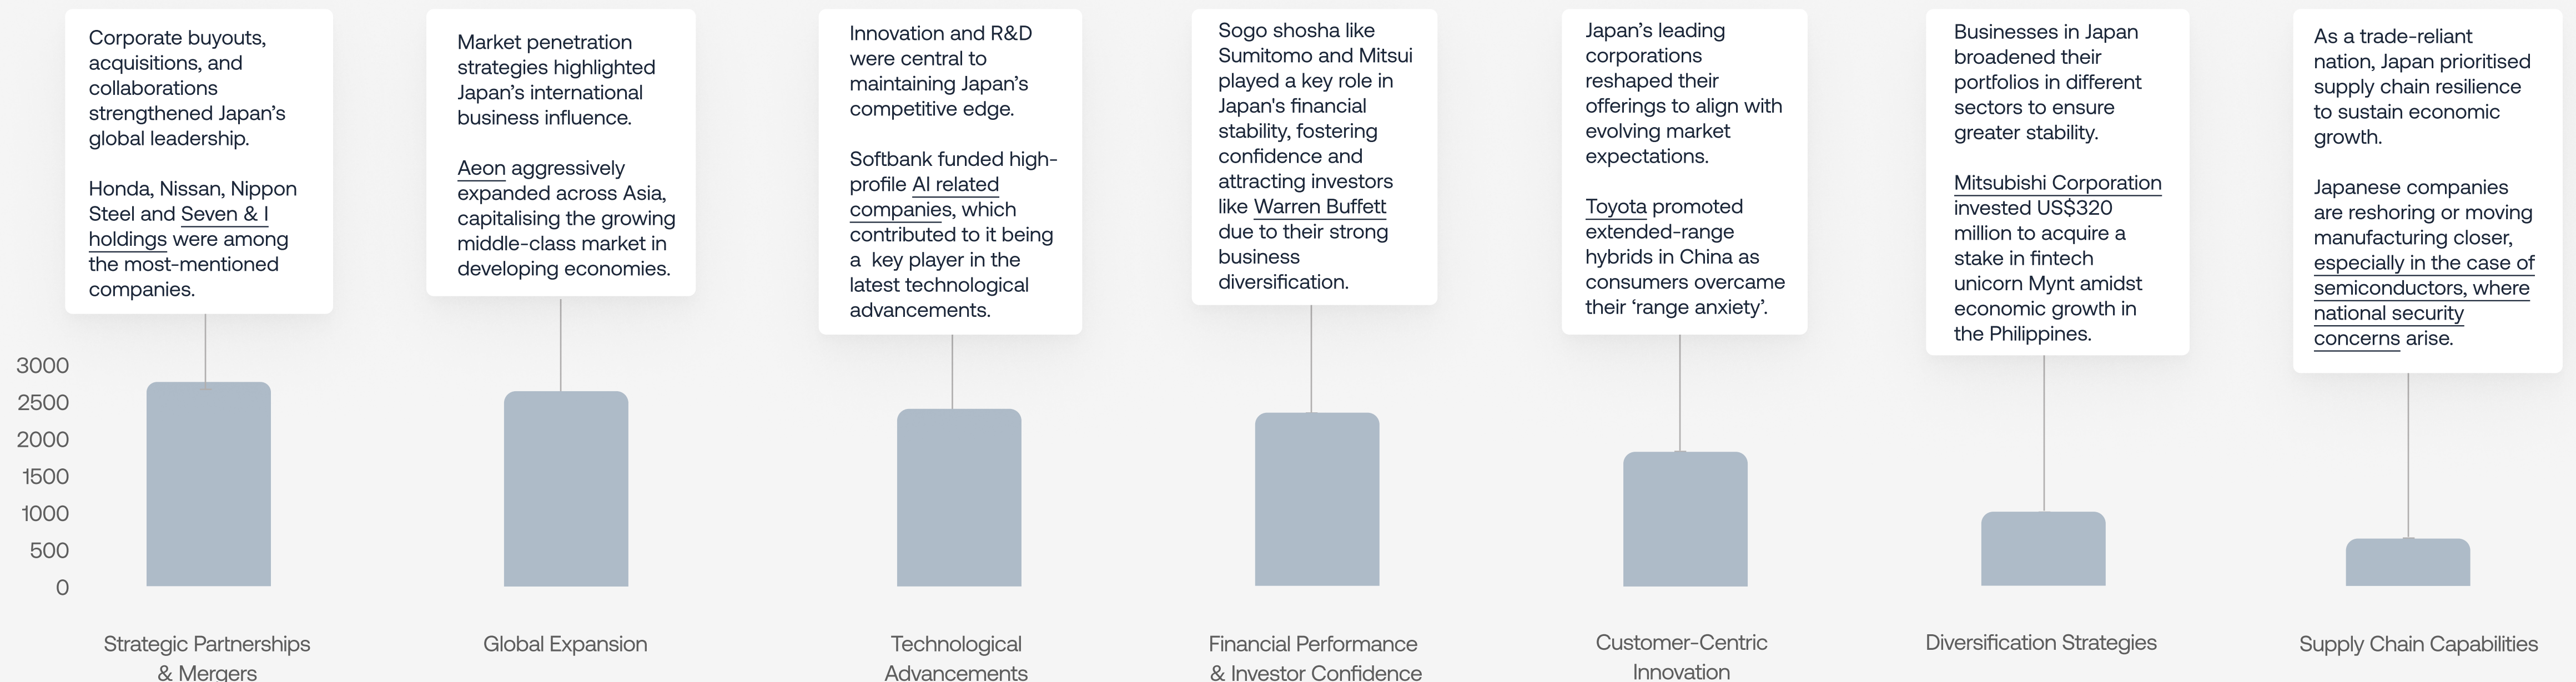 Corporate buyouts,
acquisitions, and
collaborations
strengthened Japan’s
global leadership.
Honda, Nissan, Nippon
Steel and Seven & I
holdings were among
the most-mentioned
companies.
Market penetration
strategies highlighted
Japan’s international
business influence.
Aeon aggressively
expanded across Asia,
capitalising the growing
middle-class market in
developing economies.
Innovation and R&D
were central to
maintaining Japan’s
competitive edge.
Softbank funded high-
profile AI related
companies, which
contributed to it being
a  key player in the
latest technological
advancements.
Sogo shosha like
Sumitomo and Mitsui
played a key role in
Japan's financial
stability, fostering
confidence and
attracting investors
like Warren Buffett
due to their strong
business
diversification.
Japan’s leading
corporations
reshaped their
offerings to align with
evolving market
expectations.
Toyota promoted
extended-range
hybrids in China as
consumers overcame
their ‘range anxiety’.
Businesses in Japan
broadened their
portfolios in different
sectors to ensure
greater stability.
Mitsubishi Corporation
invested US$320
million to acquire a
stake in fintech
unicorn Mynt amidst
economic growth in
the Philippines.
As a trade-reliant
nation, Japan prioritised
supply chain resilience
to sustain economic
growth.
Japanese companies
are reshoring or moving
manufacturing closer,
especially in the case of
semiconductors, where
national security
concerns arise.
3000
2500
2000
1500
1000
500
0
Strategic Partnerships
& Mergers
Global Expansion
Technological
Advancements
Financial Performance
& Investor Confidence
Customer-Centric
Innovation
Diversification Strategies
Supply Chain Capabilities